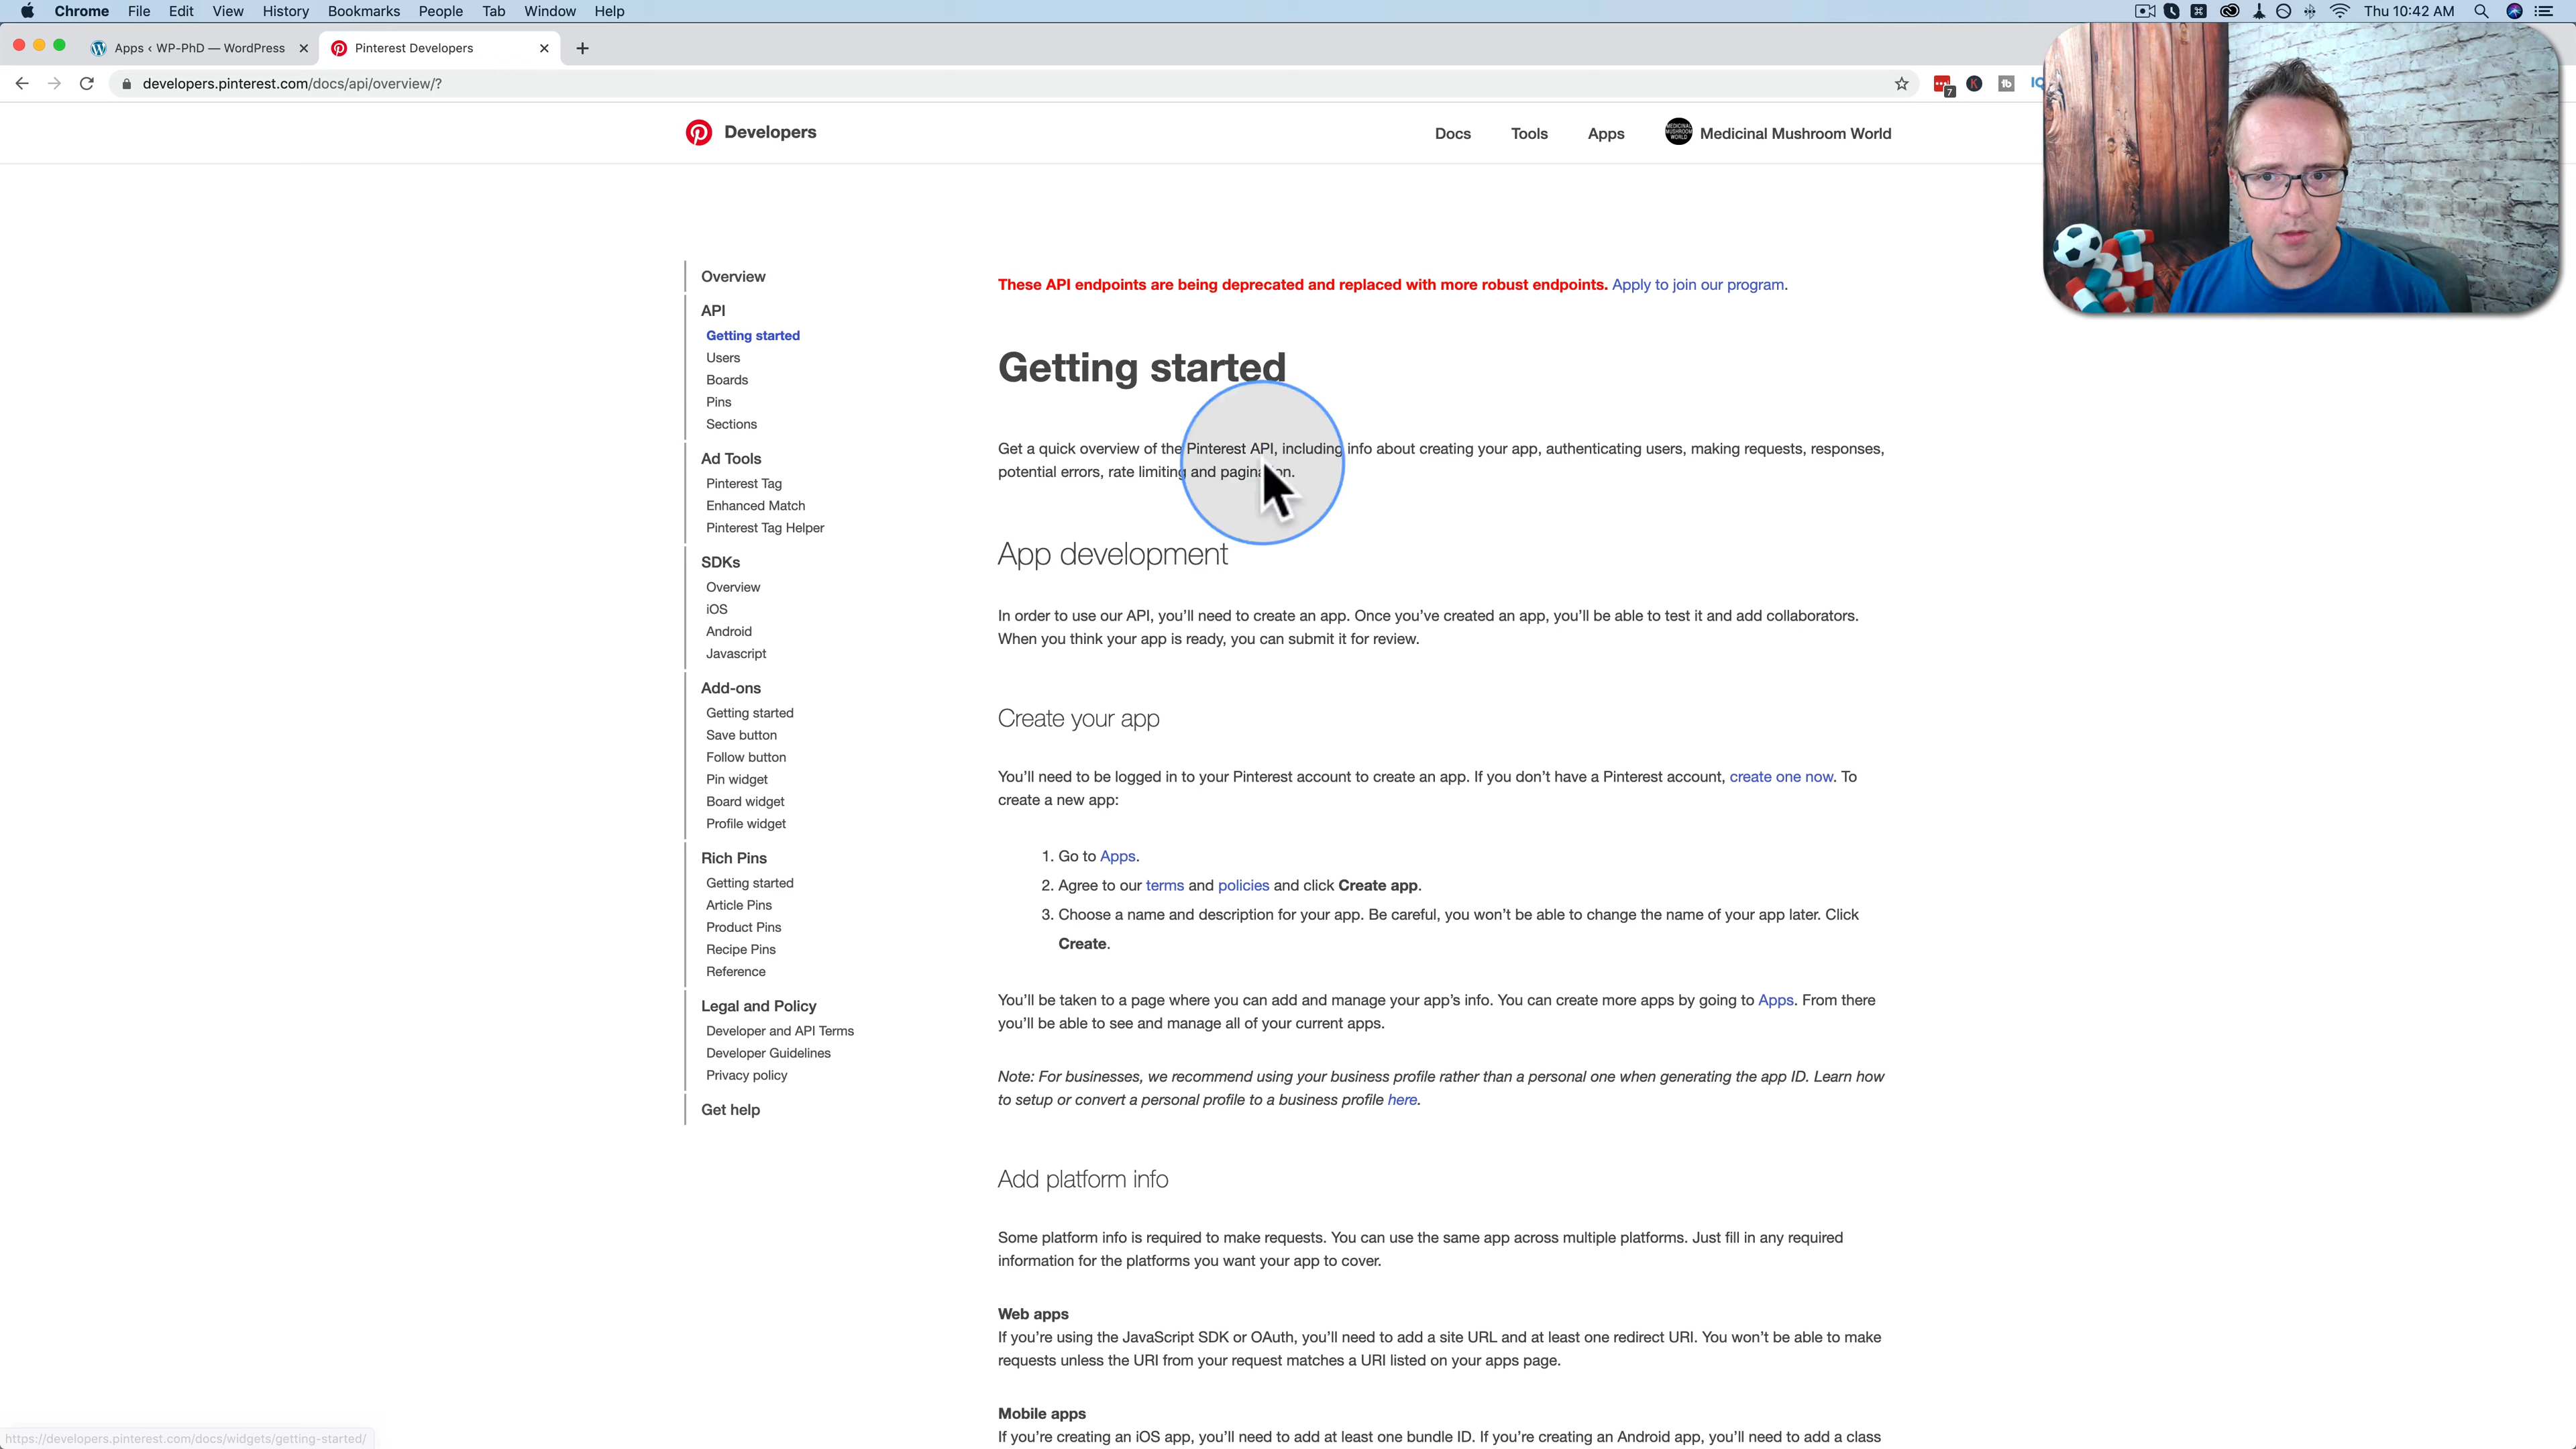 Chrome File Edit View History Bookmarks People Tab Window Help
Thu 10:42 AM
Apps ‹ WP-PhD — WordPress
Pinterest Developers
developers.pinterest.com/docs/api/overview/?
7
K
tb
IQ
Developers
Docs Tools Apps Medicinal Mushroom World
MEDICINAL
MUSHROOM
WORLD
Overview
API
Getting started
Users
Boards
Pins
Sections
Ad Tools
Pinterest Tag
Enhanced Match
Pinterest Tag Helper
SDKs
Overview
iOS
Android
Javascript
Add-ons
Getting started
Save button
Follow button
Pin widget
Board widget
Profile widget
Rich Pins
Getting started
Article Pins
Product Pins
Recipe Pins
Reference
Legal and Policy
Developer and API Terms
Developer Guidelines
Privacy policy
Get help
These API endpoints are being deprecated and replaced with more robust endpoints. Apply to join our program.
Getting started
Get a quick overview of the Pinterest API, including info about creating your app, authenticating users, making requests, responses,
potential errors, rate limiting and pagination.
App development
In order to use our API, you'll need to create an app. Once you've created an app, you'll be able to test it and add collaborators.
When you think your app is ready, you can submit it for review.
Create your app
You'll need to be logged in to your Pinterest account to create an app. If you don't have a Pinterest account, create one now. To
create a new app:
1. Go to Apps.
2. Agree to our terms and policies and click Create app.
3. Choose a name and description for your app. Be careful, you won't be able to change the name of your app later. Click
Create.
You'll be taken to a page where you can add and manage your app's info. You can create more apps by going to Apps. From there
you'll be able to see and manage all of your current apps.
Note: For businesses, we recommend using your business profile rather than a personal one when generating the app ID. Learn how
to setup or convert a personal profile to a business profile here.
Add platform info
Some platform info is required to make requests. You can use the same app across multiple platforms. Just fill in any required
information for the platforms you want your app to cover.
Web apps
If you're using the JavaScript SDK or OAuth, you'll need to add a site URL and at least one redirect URI. You won't be able to make
requests unless the URI from your request matches a URI listed on your apps page.
Mobile apps
If you're creating an iOS app, you'll need to add at least one bundle ID. If you're creating an Android app, you'll need to add a class
https://developers.pinterest.com/docs/widgets/getting-started/